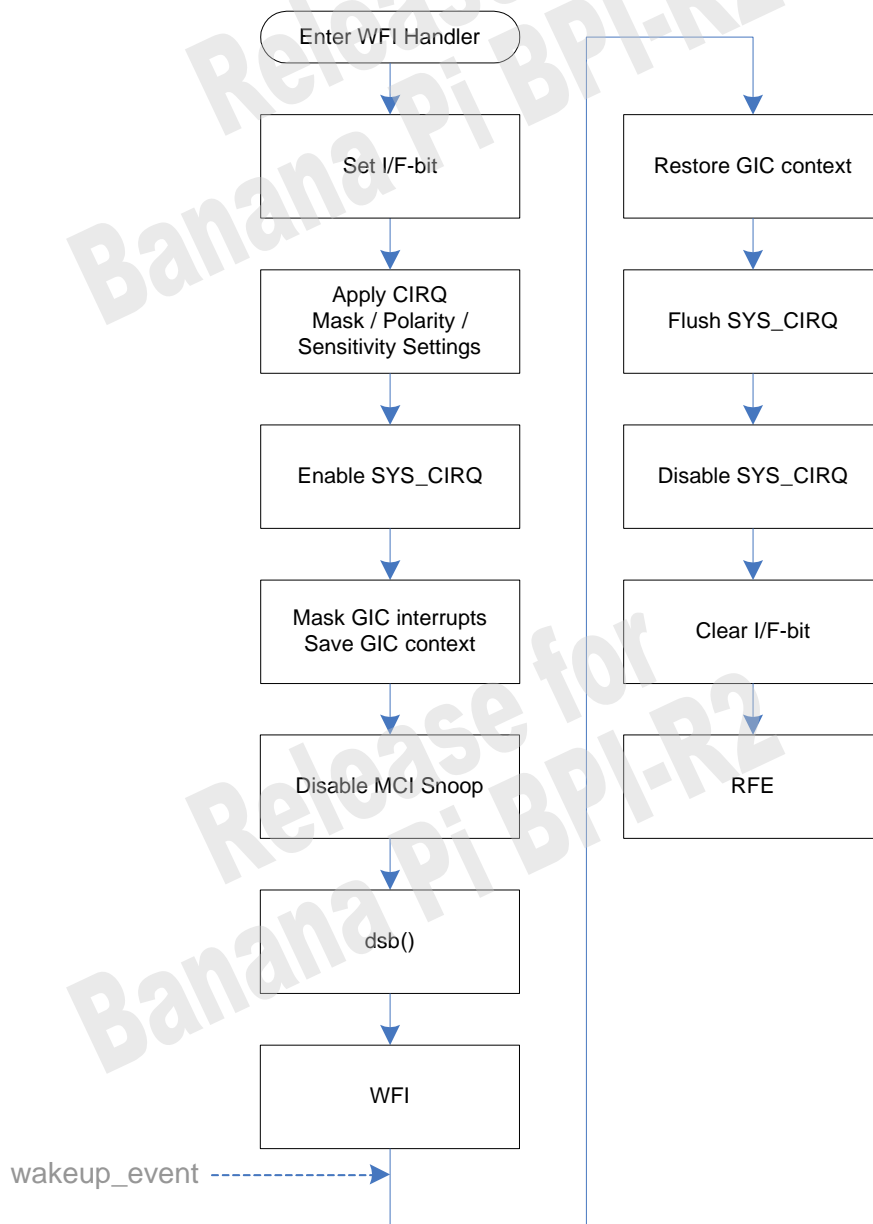 Enter WFI Handler
Set I/F-bit
Apply CIRQ
Mask / Polarity /
Sensitivity Settings
Enable SYS_CIRQ
Mask GIC interrupts
Save GIC context
Disable MCI Snoop
dsb()
WFI
wakeup_event
Restore GIC context
Flush SYS_CIRQ
Disable SYS_CIRQ
Clear I/F-bit
RFE
Release for
Banana Pi BPI-R2
Release for
Banana Pi BPI-R2